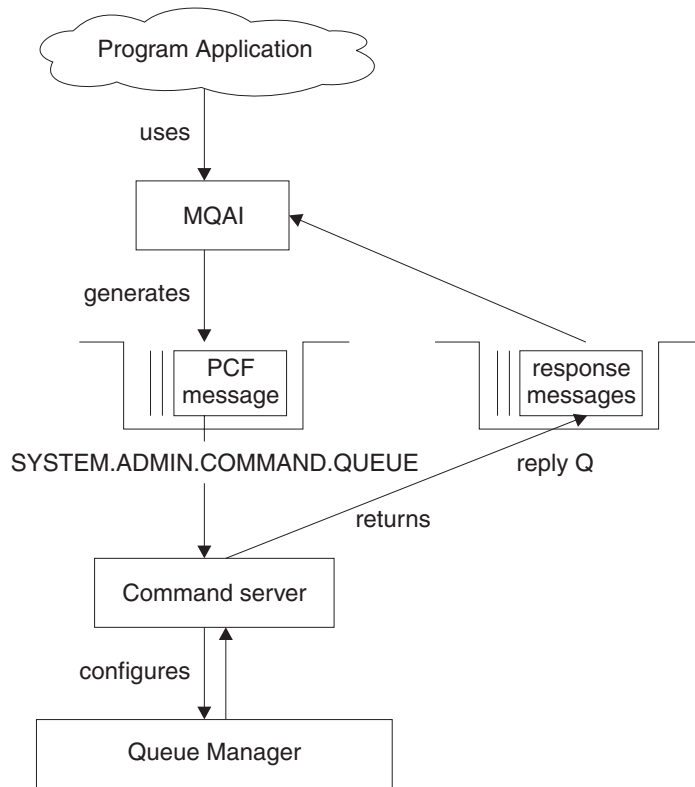 Program Application
uses
MQAI
generates
PCF
message
response
messages
SYSTEM.ADMIN.COMMAND.QUEUE
reply Q
returns
Command server
configures
Queue Manager